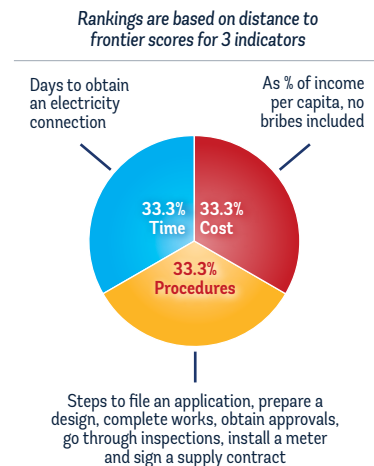 Rankings are based on distance to
frontier scores for 3 indicators
Days to obtain
an electricity
connection
As % of income
per capita, no
bribes included
33.3%
Time
33.3%
Cost
33.3%
Procedures
Steps to file an application, prepare a
design, complete works, obtain approvals,
go through inspections, install a meter
and sign a supply contract